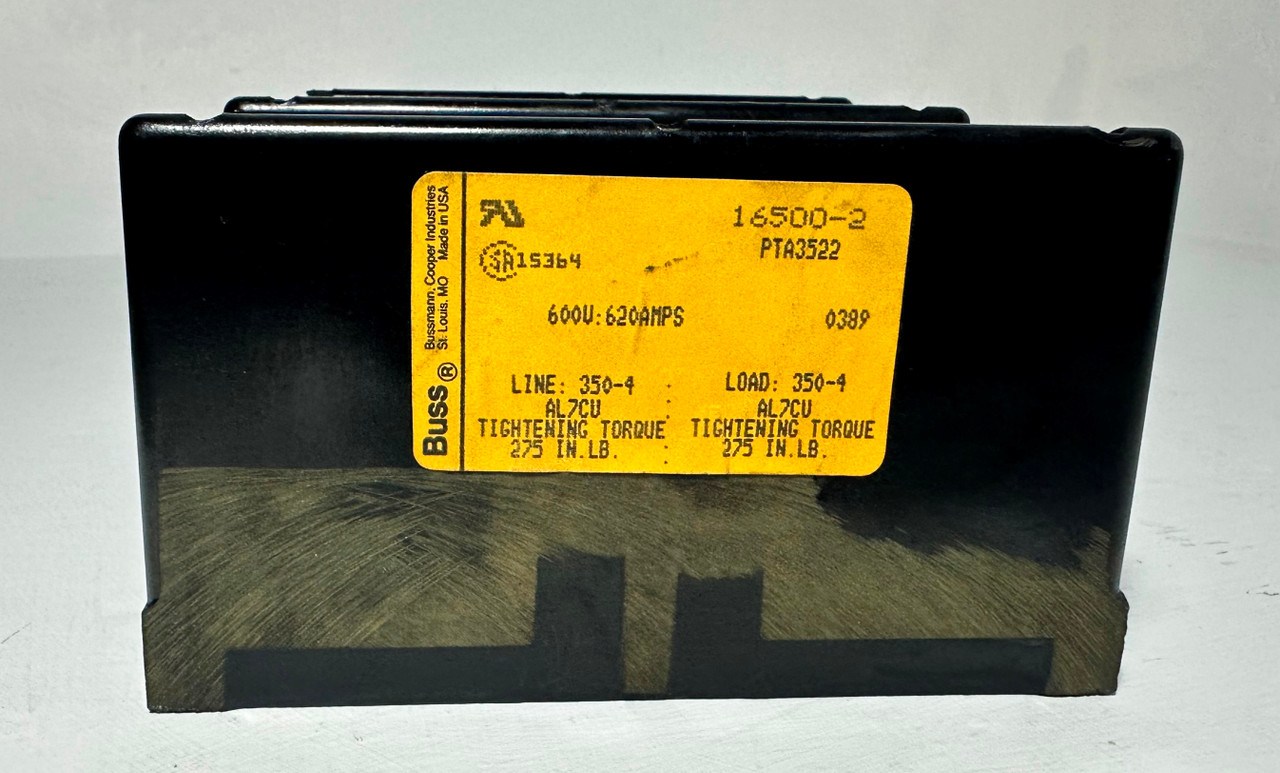 Buss®
Bussmann, Cooper Industries
St. Louis, MO Made in USA
16500-2
PTA3522
15364
600V:620AMPS 0389
LINE: 350-4 : LOAD: 350-4
AL7CU : AL7CU
TIGHTENING TORQUE TIGHTENING TORQUE
275 IN.LB. : 275 IN.LB.